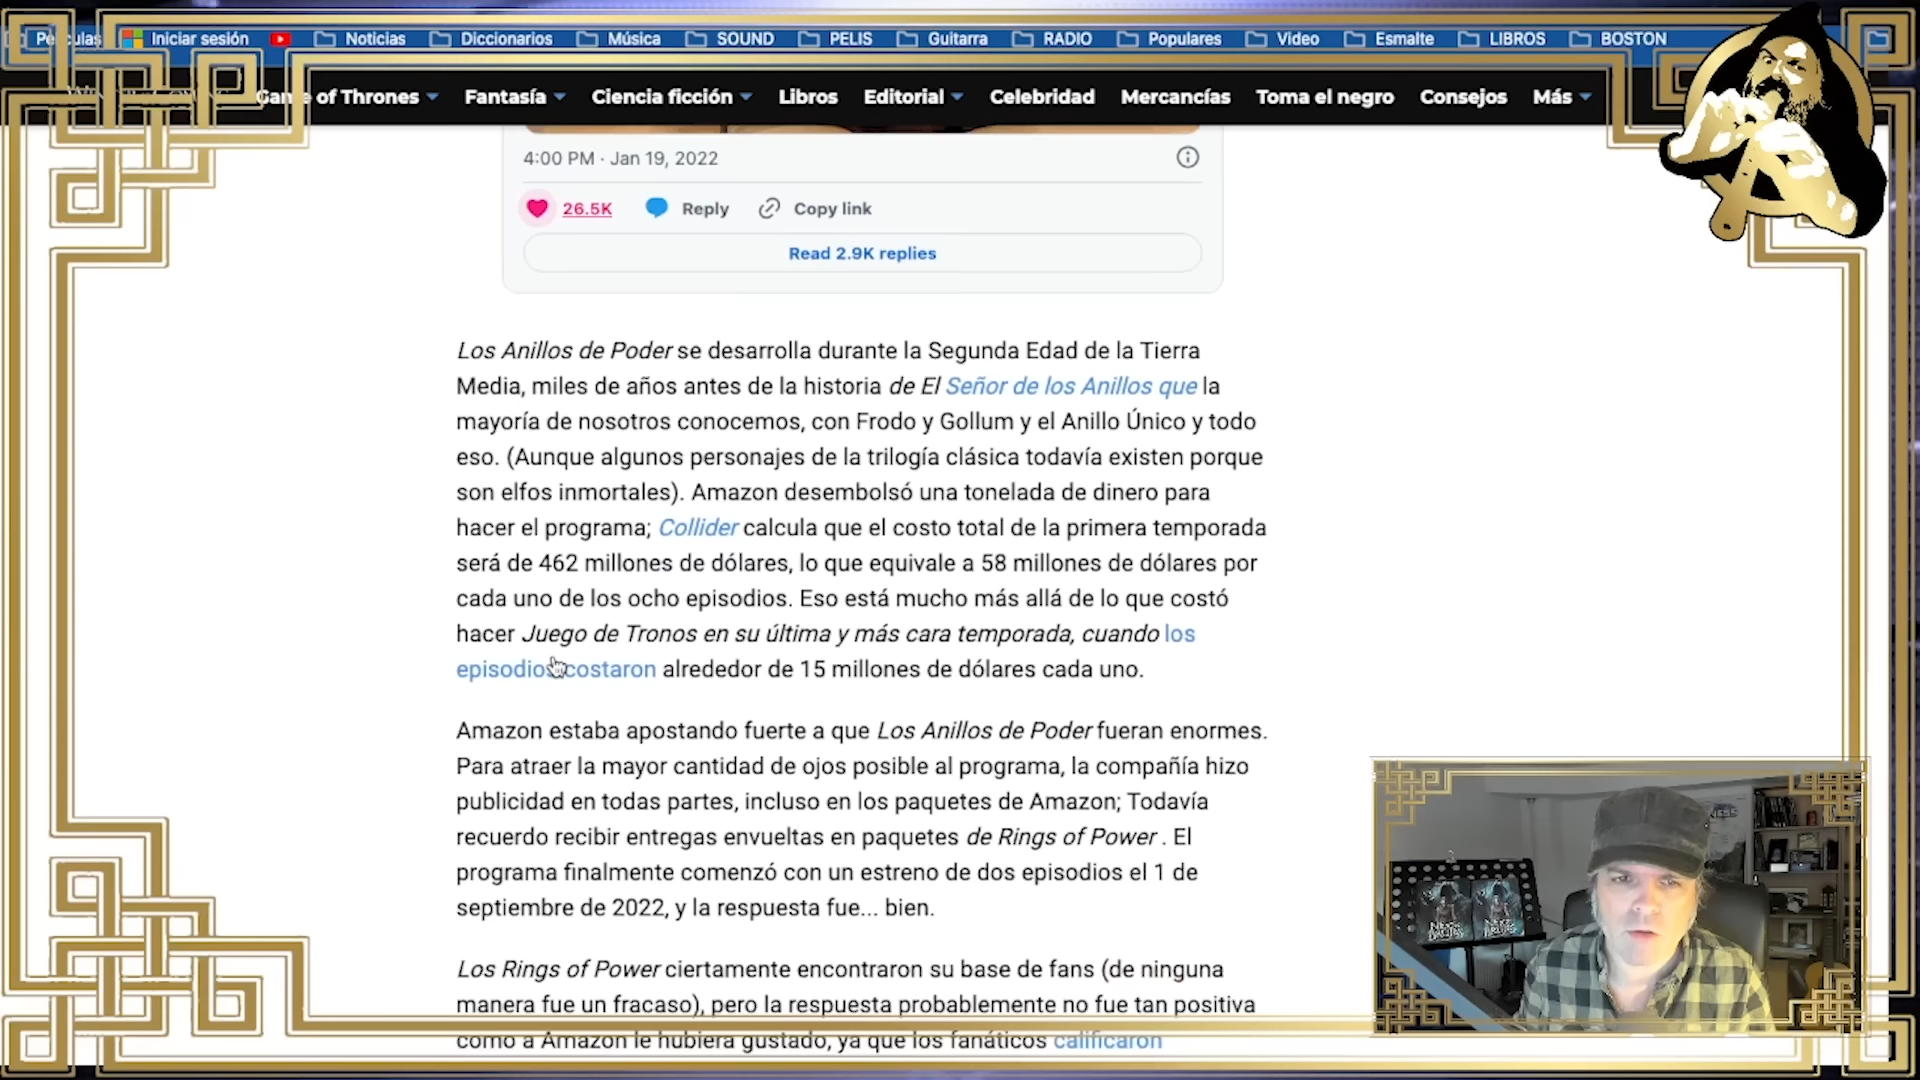 Películas Iniciar sesión Noticias Diccionarios Música SOUND PELIS Guitarra RADIO Populares Video Esmalte LIBROS BOSTON
Game of Thrones Fantasía Ciencia ficción Libros Editorial Celebridad Mercancías Toma el negro Consejos Más
4:00 PM · Jan 19, 2022
26.5K Reply Copy link
Read 2.9K replies
Los Anillos de Poder se desarrolla durante la Segunda Edad de la Tierra
Media, miles de años antes de la historia de El Señor de los Anillos que la
mayoría de nosotros conocemos, con Frodo y Gollum y el Anillo Único y todo
eso. (Aunque algunos personajes de la trilogía clásica todavía existen porque
son elfos inmortales). Amazon desembolsó una tonelada de dinero para
hacer el programa; Collider calcula que el costo total de la primera temporada
será de 462 millones de dólares, lo que equivale a 58 millones de dólares por
cada uno de los ocho episodios. Eso está mucho más allá de lo que costó
hacer Juego de Tronos en su última y más cara temporada, cuando los
episodios costaron alrededor de 15 millones de dólares cada uno.
Amazon estaba apostando fuerte a que Los Anillos de Poder fueran enormes.
Para atraer la mayor cantidad de ojos posible al programa, la compañía hizo
publicidad en todas partes, incluso en los paquetes de Amazon; Todavía
recuerdo recibir entregas envueltas en paquetes de Rings of Power . El
programa finalmente comenzó con un estreno de dos episodios el 1 de
septiembre de 2022, y la respuesta fue... bien.
Los Rings of Power ciertamente encontraron su base de fans (de ninguna
manera fue un fracaso), pero la respuesta probablemente no fue tan positiva
como a Amazon le hubiera gustado, ya que los fanáticos calificaron